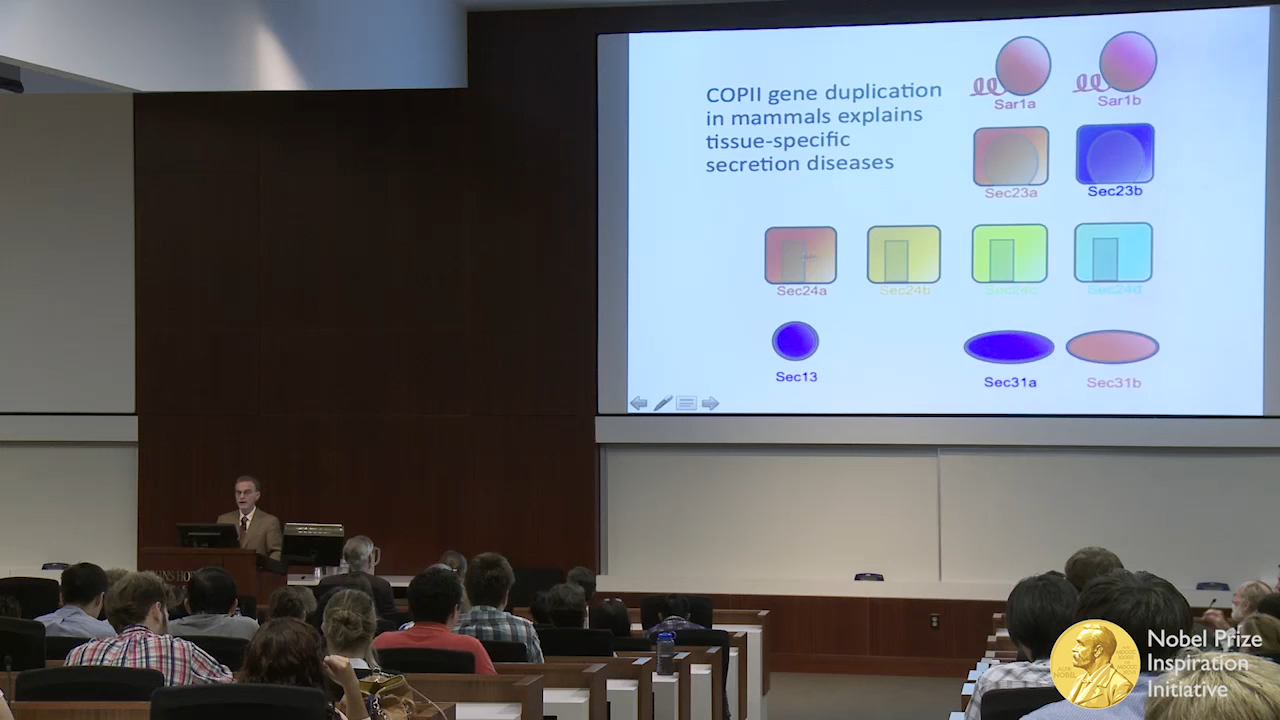 COPII gene duplication
in mammals explains
tissue-specific
secretion diseases
Sar1a Sar1b
Sec23a Sec23b
Sec24a Sec24b Sec24c Sec24d
Sec13 Sec31a Sec31b
Nobel Prize
Inspiration
Initiative